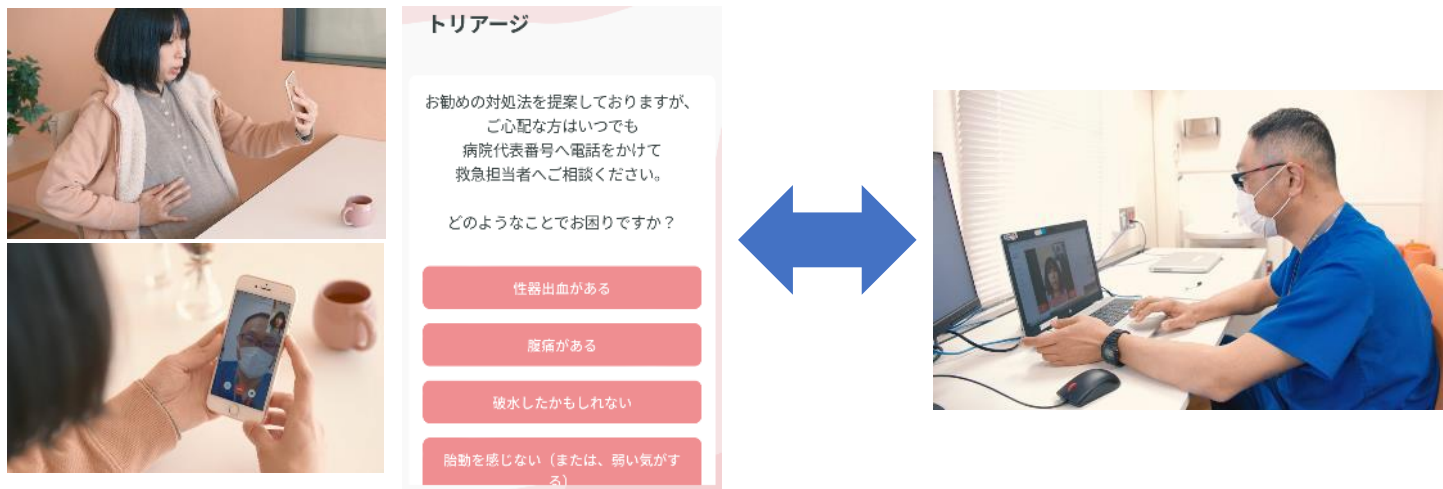 トリアージ
お勧めの対処法を提案しておりますが、
ご心配な方はいつでも
病院代表番号へ電話をかけて
救急担当者へご相談ください。
どのようなことでお困りですか？
性器出血がある
腹痛がある
破水したかもしれない
胎動を感じない（または、弱い気がす
る）